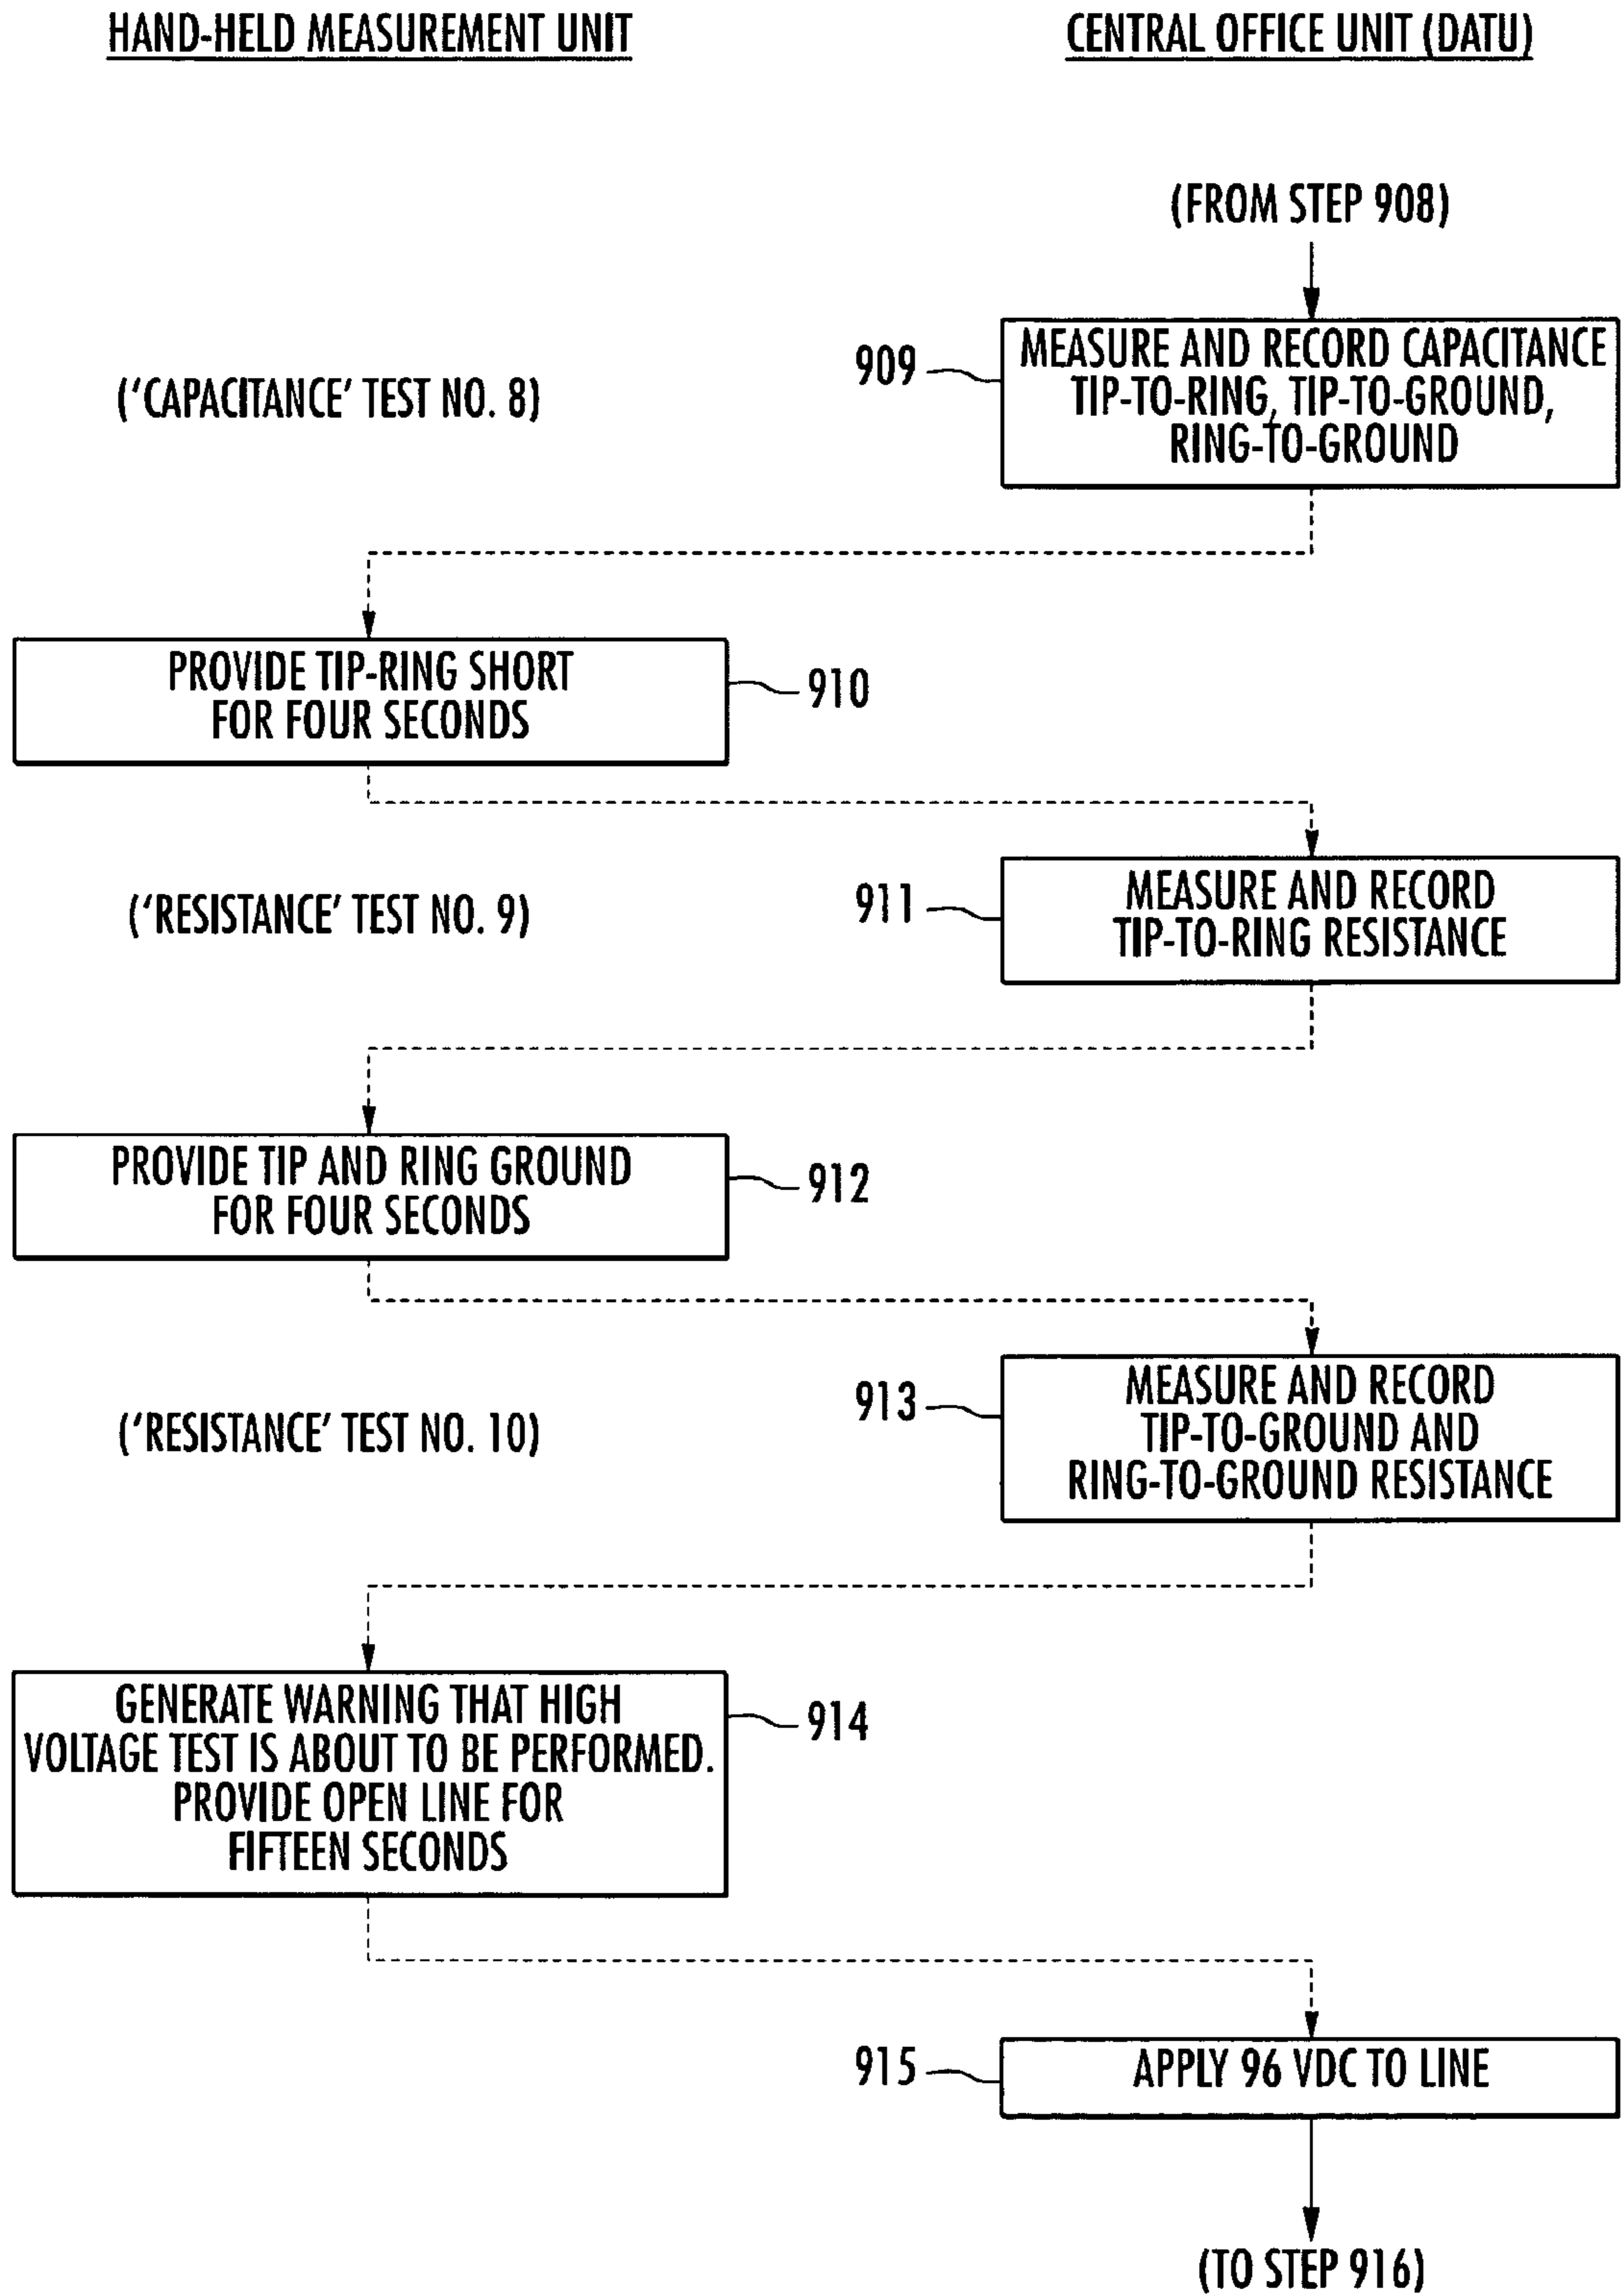 HAND-HELD MEASUREMENT UNIT
CENTRAL OFFICE UNIT (DATU)
(FROM STEP 908)
('CAPACITANCE' TEST NO. 8)
909
MEASURE AND RECORD CAPACITANCE
TIP-TO-RING, TIP-TO-GROUND,
RING-TO-GROUND
PROVIDE TIP-RING SHORT
FOR FOUR SECONDS
910
('RESISTANCE' TEST NO. 9)
911
MEASURE AND RECORD
TIP-TO-RING RESISTANCE
PROVIDE TIP AND RING GROUND
FOR FOUR SECONDS
912
('RESISTANCE' TEST NO. 10)
913
MEASURE AND RECORD
TIP-TO-GROUND AND
RING-TO-GROUND RESISTANCE
GENERATE WARNING THAT HIGH
VOLTAGE TEST IS ABOUT TO BE PERFORMED.
PROVIDE OPEN LINE FOR
FIFTEEN SECONDS
914
915
APPLY 96 VDC TO LINE
(TO STEP 916)